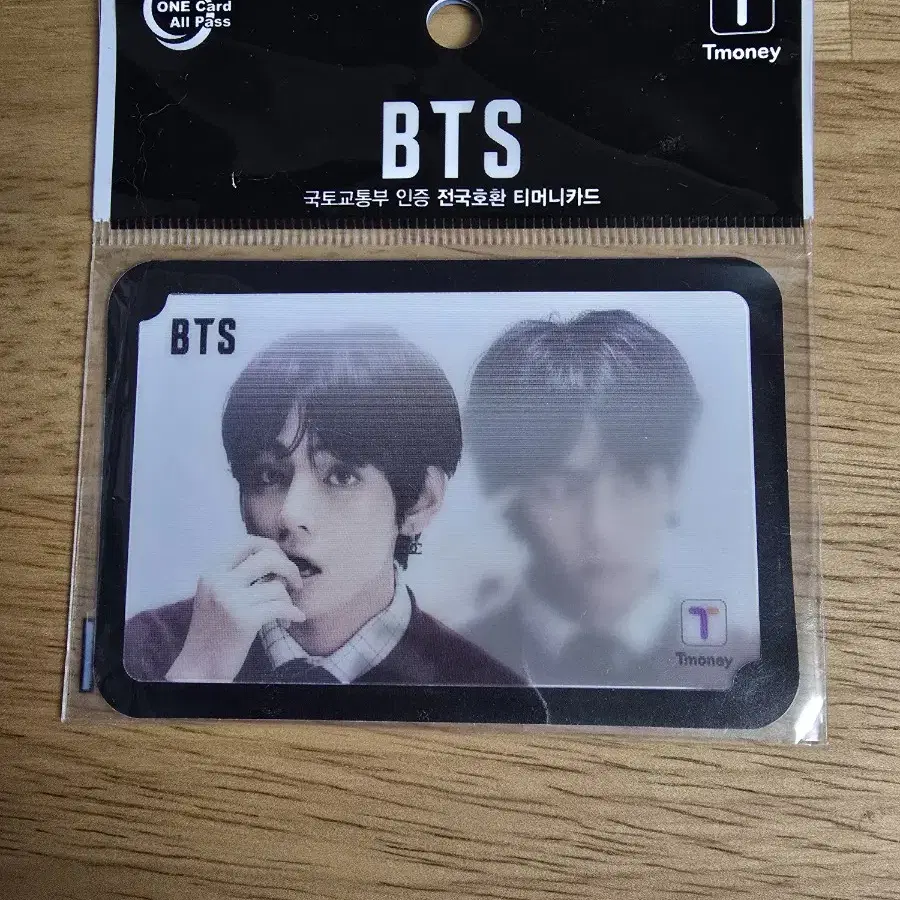 ONE Card
All Pass
T
Tmoney
BTS
국토교통부 인증 전국호환 티머니카드
BTS
T
Tmoney